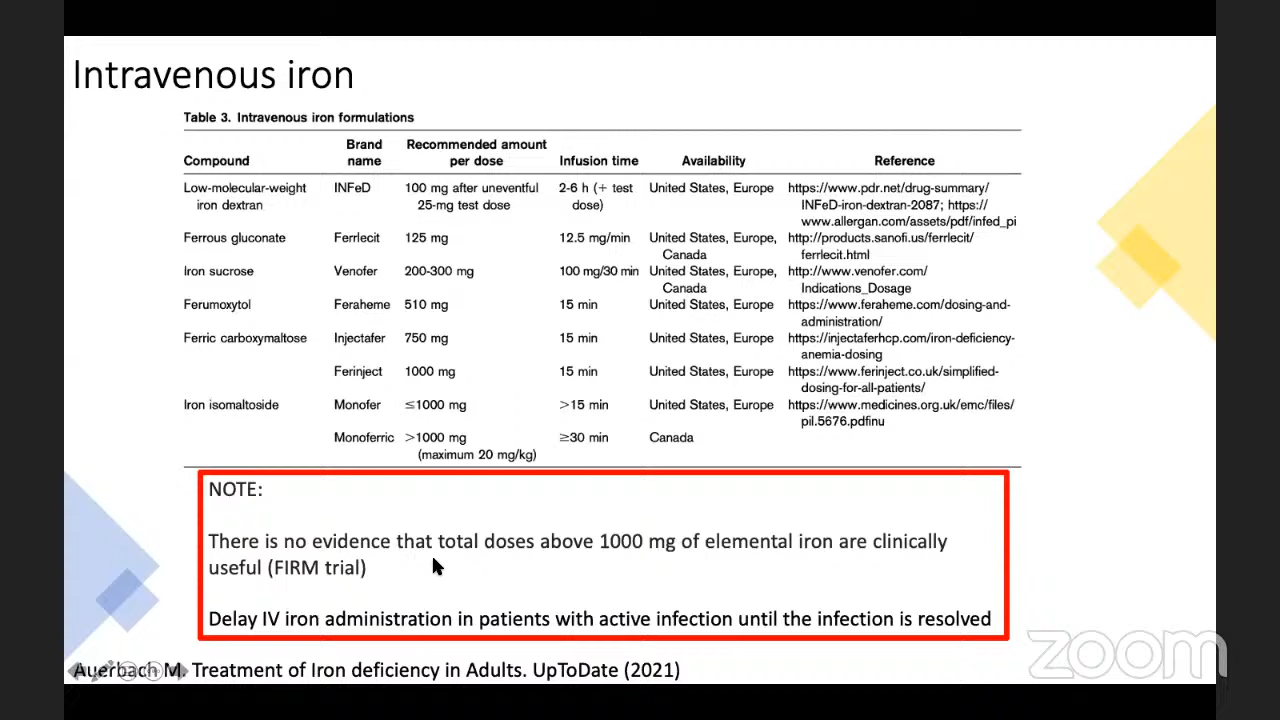 Intravenous iron
Table 3. Intravenous iron formulations
Compound Brand name Recommended amount per dose Infusion time Availability Reference
Low-molecular-weight iron dextran INFeD 100 mg after uneventful 25-mg test dose 2-6 h (+ test dose) United States, Europe https://www.pdr.net/drug-summary/INFeD-iron-dextran-2087; https://www.allergan.com/assets/pdf/infed_pi
Ferrous gluconate Ferrlecit 125 mg 12.5 mg/min United States, Europe, Canada http://products.sanofi.us/ferrlecit/ferrlecit.html
Iron sucrose Venofer 200-300 mg 100 mg/30 min United States, Europe, Canada http://www.venofer.com/Indications_Dosage
Ferumoxytol Feraheme 510 mg 15 min United States, Europe https://www.feraheme.com/dosing-and-administration/
Ferric carboxymaltose Injectafer 750 mg 15 min United States, Europe https://injectaferhcp.com/iron-deficiency-anemia-dosing
Ferinject 1000 mg 15 min United States, Europe https://www.ferinject.co.uk/simplified-dosing-for-all-patients/
Iron isomaltoside Monofer ≤1000 mg >15 min United States, Europe https://www.medicines.org.uk/emc/files/pil.5676.pdfinu
Monoferric >1000 mg (maximum 20 mg/kg) ≥30 min Canada
NOTE:
There is no evidence that total doses above 1000 mg of elemental iron are clinically
useful (FIRM trial)
Delay IV iron administration in patients with active infection until the infection is resolved
Auerbach M. Treatment of Iron deficiency in Adults. UpToDate (2021)
zoom